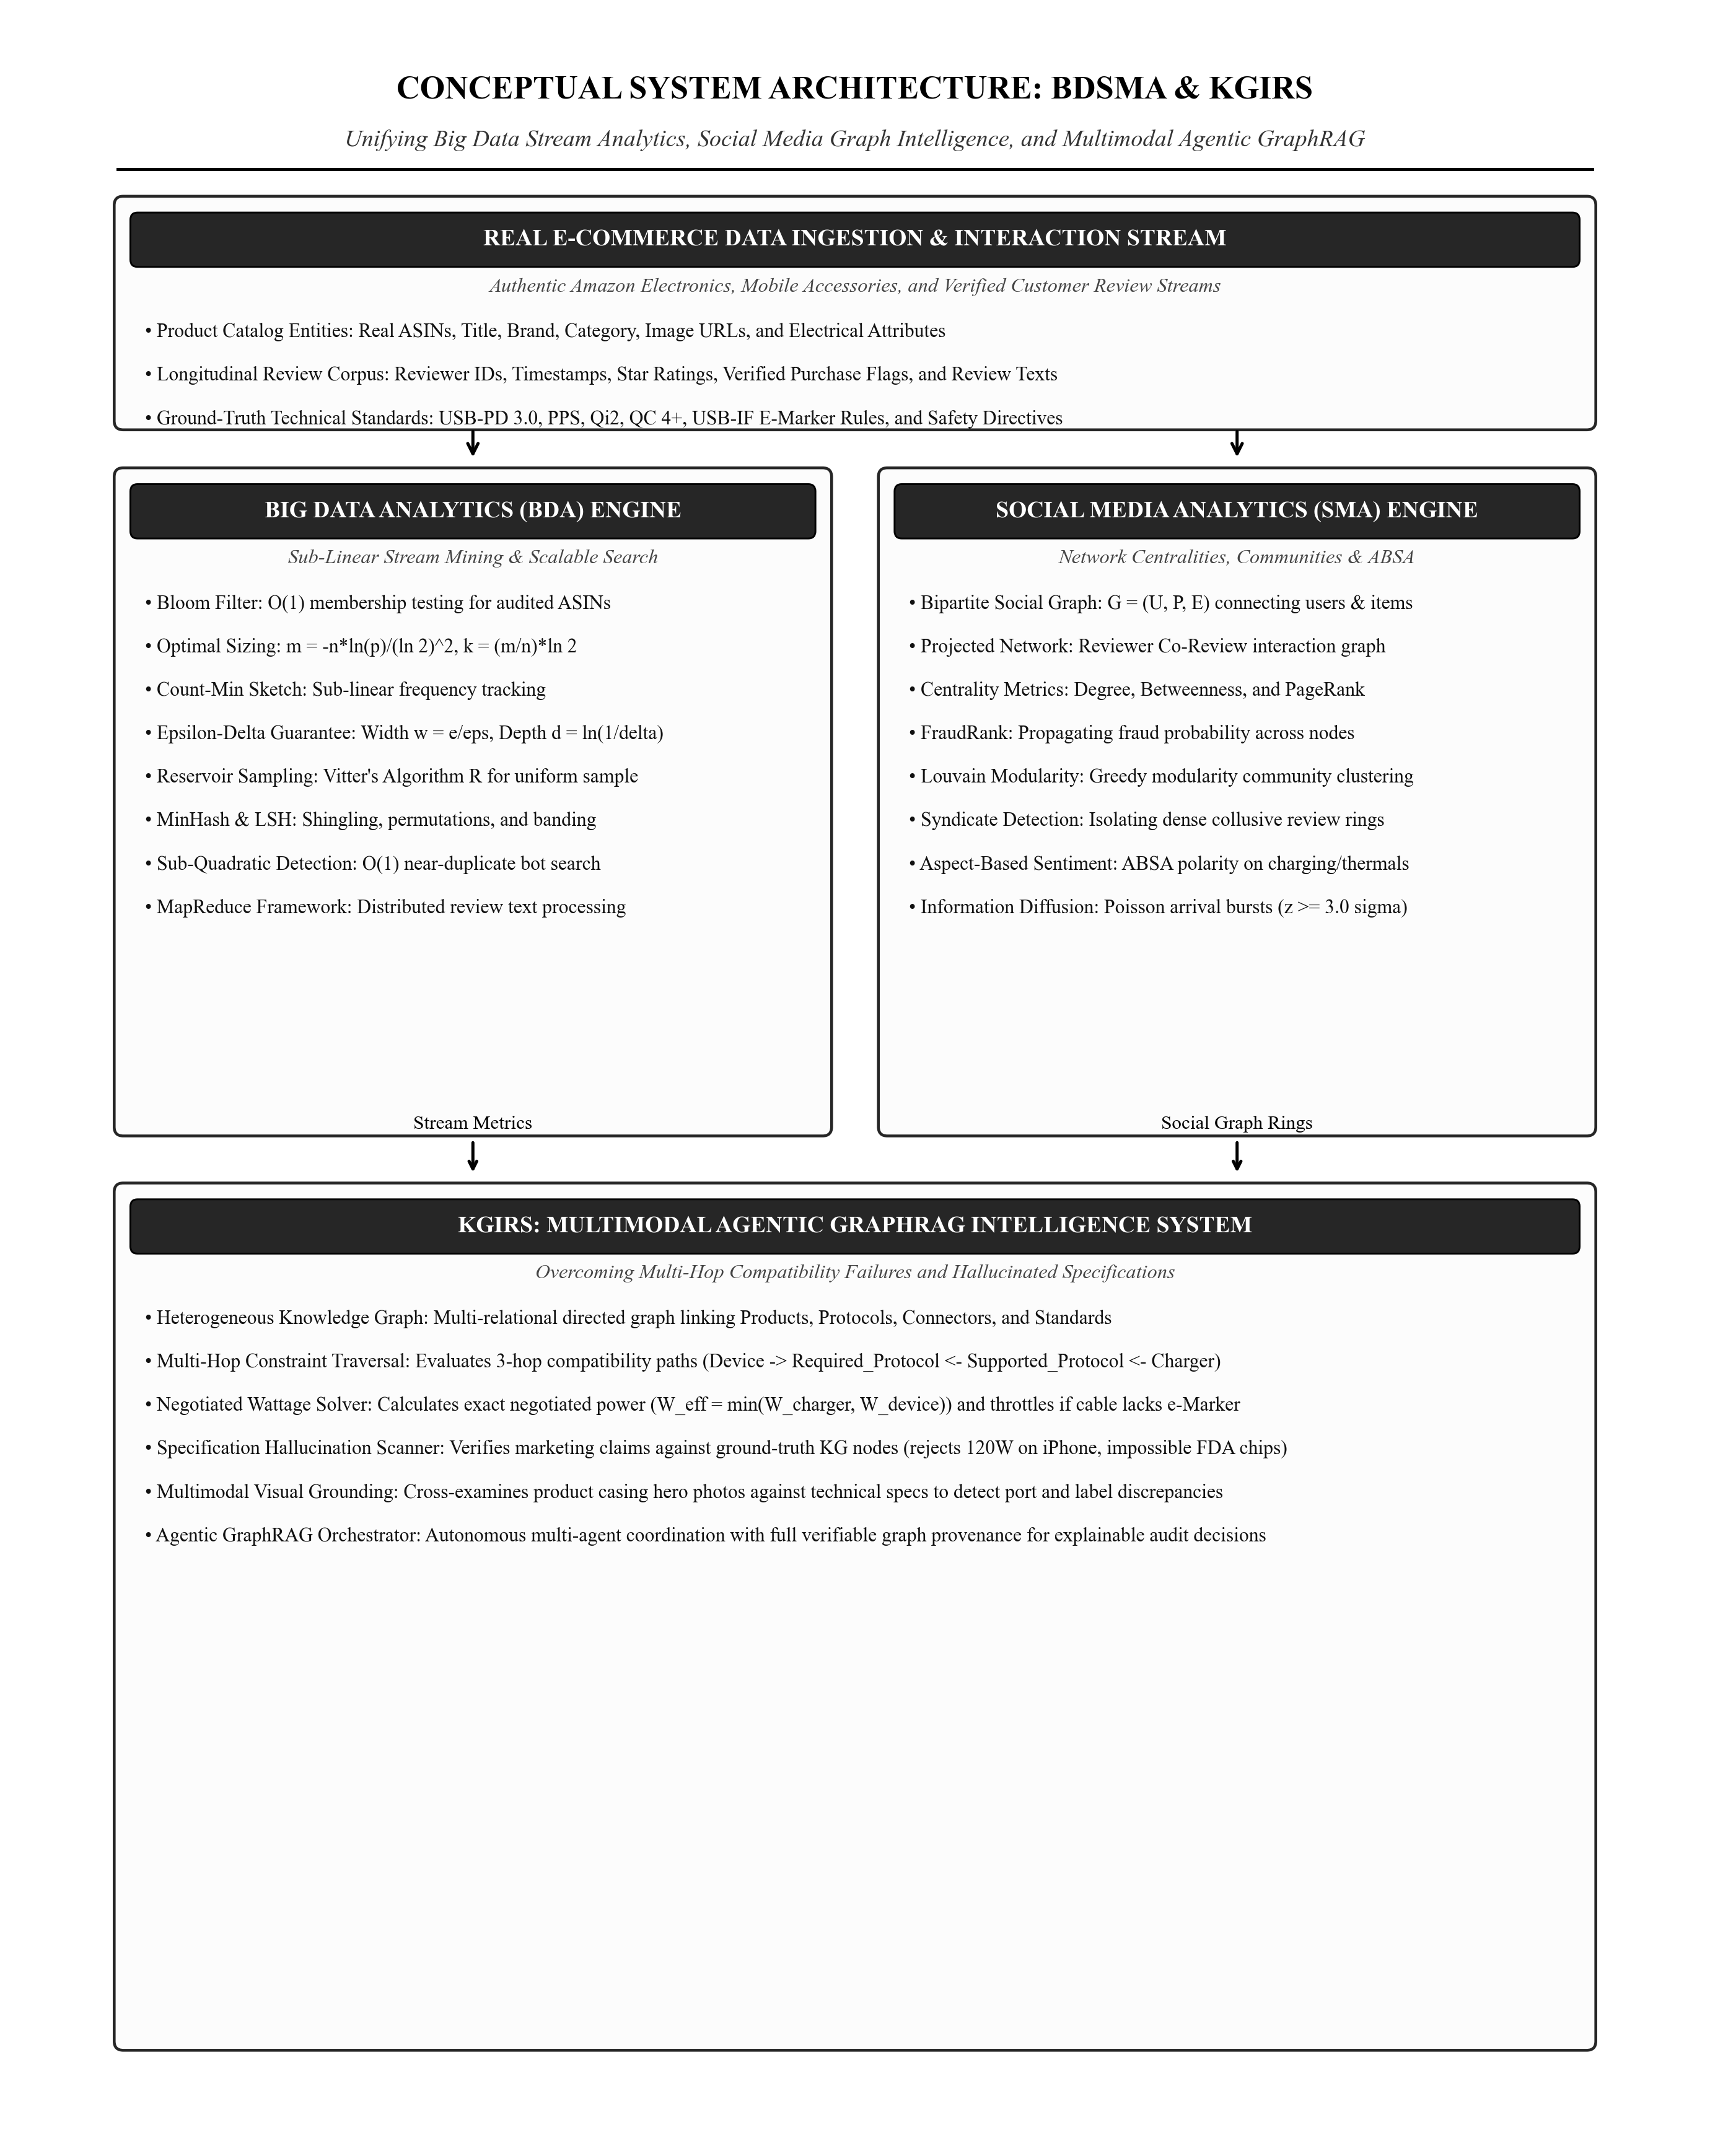 CONCEPTUAL SYSTEM ARCHITECTURE: BDSMA & KGIRS
Unifying Big Data Stream Analytics, Social Media Graph Intelligence, and Multimodal Agentic GraphRAG
REAL E-COMMERCE DATA INGESTION & INTERACTION STREAM
Authentic Amazon Electronics, Mobile Accessories, and Verified Customer Review Streams
• Product Catalog Entities: Real ASINs, Title, Brand, Category, Image URLs, and Electrical Attributes
• Longitudinal Review Corpus: Reviewer IDs, Timestamps, Star Ratings, Verified Purchase Flags, and Review Texts
• Ground-Truth Technical Standards: USB-PD 3.0, PPS, Qi2, QC 4+, USB-IF E-Marker Rules, and Safety Directives
BIG DATA ANALYTICS (BDA) ENGINE
Sub-Linear Stream Mining & Scalable Search
• Bloom Filter: O(1) membership testing for audited ASINs
• Optimal Sizing: m = -n*ln(p)/(ln 2)^2, k = (m/n)*ln 2
• Count-Min Sketch: Sub-linear frequency tracking
• Epsilon-Delta Guarantee: Width w = e/eps, Depth d = ln(1/delta)
• Reservoir Sampling: Vitter's Algorithm R for uniform sample
• MinHash & LSH: Shingling, permutations, and banding
• Sub-Quadratic Detection: O(1) near-duplicate bot search
• MapReduce Framework: Distributed review text processing
Stream Metrics
SOCIAL MEDIA ANALYTICS (SMA) ENGINE
Network Centralities, Communities & ABSA
• Bipartite Social Graph: G = (U, P, E) connecting users & items
• Projected Network: Reviewer Co-Review interaction graph
• Centrality Metrics: Degree, Betweenness, and PageRank
• FraudRank: Propagating fraud probability across nodes
• Louvain Modularity: Greedy modularity community clustering
• Syndicate Detection: Isolating dense collusive review rings
• Aspect-Based Sentiment: ABSA polarity on charging/thermals
• Information Diffusion: Poisson arrival bursts (z >= 3.0 sigma)
Social Graph Rings
KGIRS: MULTIMODAL AGENTIC GRAPHRAG INTELLIGENCE SYSTEM
Overcoming Multi-Hop Compatibility Failures and Hallucinated Specifications
• Heterogeneous Knowledge Graph: Multi-relational directed graph linking Products, Protocols, Connectors, and Standards
• Multi-Hop Constraint Traversal: Evaluates 3-hop compatibility paths (Device -> Required_Protocol <- Supported_Protocol <- Charger)
• Negotiated Wattage Solver: Calculates exact negotiated power (W_eff = min(W_charger, W_device)) and throttles if cable lacks e-Marker
• Specification Hallucination Scanner: Verifies marketing claims against ground-truth KG nodes (rejects 120W on iPhone, impossible FDA chips)
• Multimodal Visual Grounding: Cross-examines product casing hero photos against technical specs to detect port and label discrepancies
• Agentic GraphRAG Orchestrator: Autonomous multi-agent coordination with full verifiable graph provenance for explainable audit decisions